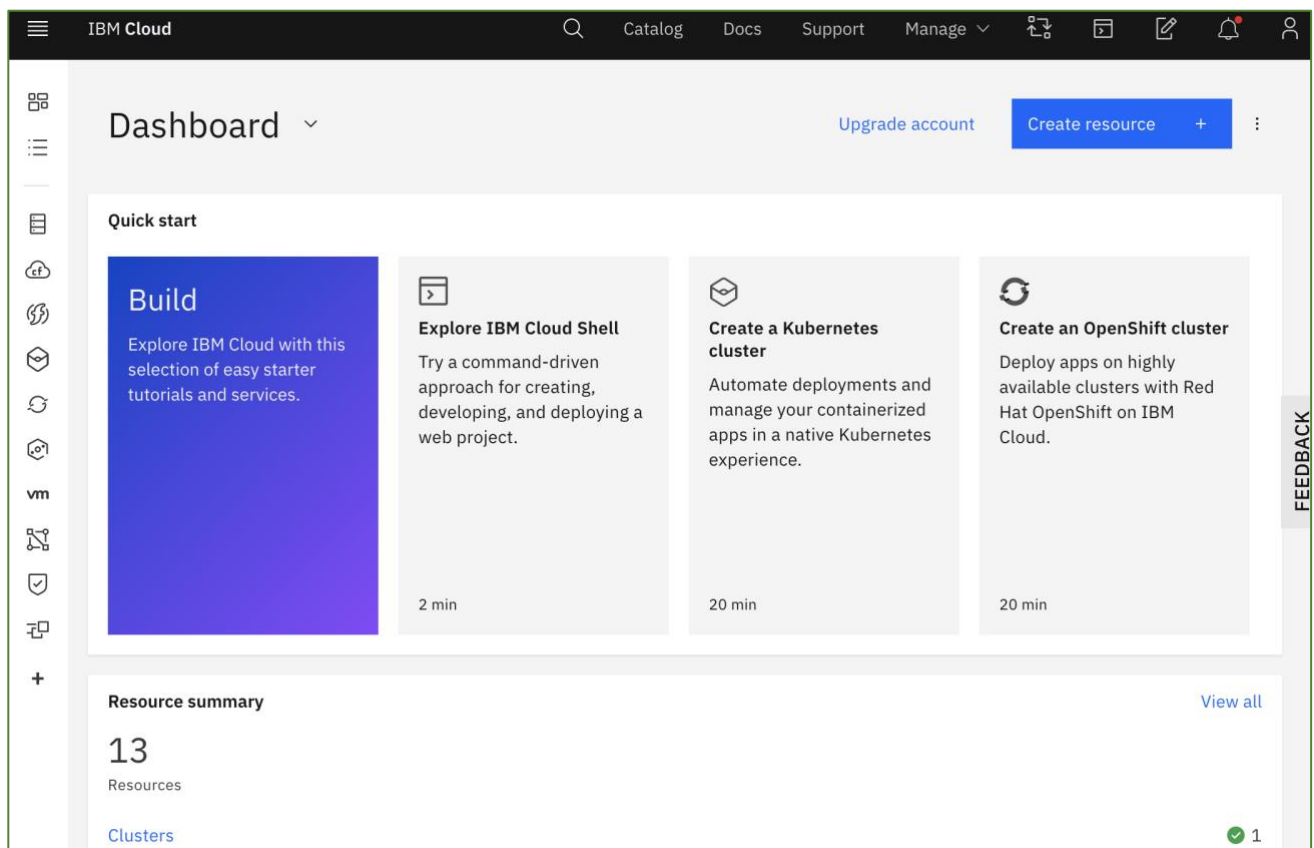 IBM Cloud
Catalog
Docs
Support
Manage
Dashboard
Upgrade account
Create resource +
Quick start
Build
Explore IBM Cloud with this
selection of easy starter
tutorials and services.
Explore IBM Cloud Shell
Try a command-driven
approach for creating,
developing, and deploying a
web project.
2 min
Create a Kubernetes
cluster
Automate deployments and
manage your containerized
apps in a native Kubernetes
experience.
20 min
Create an OpenShift cluster
Deploy apps on highly
available clusters with Red
Hat OpenShift on IBM
Cloud.
20 min
FEEDBACK
cf
vm
+
Resource summary
View all
13
Resources
Clusters
1